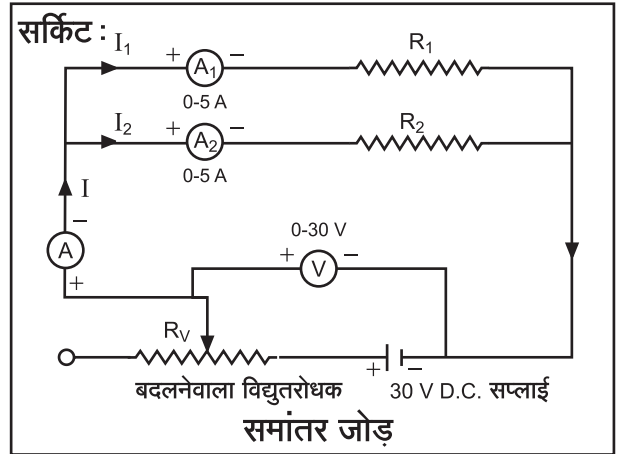 सर्किट :
I₁ + A₁ − R₁
0-5 A
I₂ + A₂ − R₂
0-5 A
I
−
A
+
0-30 V
+ V −
R_V
+ −
बदलनेवाला विद्युतरोधक 30 V D.C. सप्लाई
समांतर जोड़